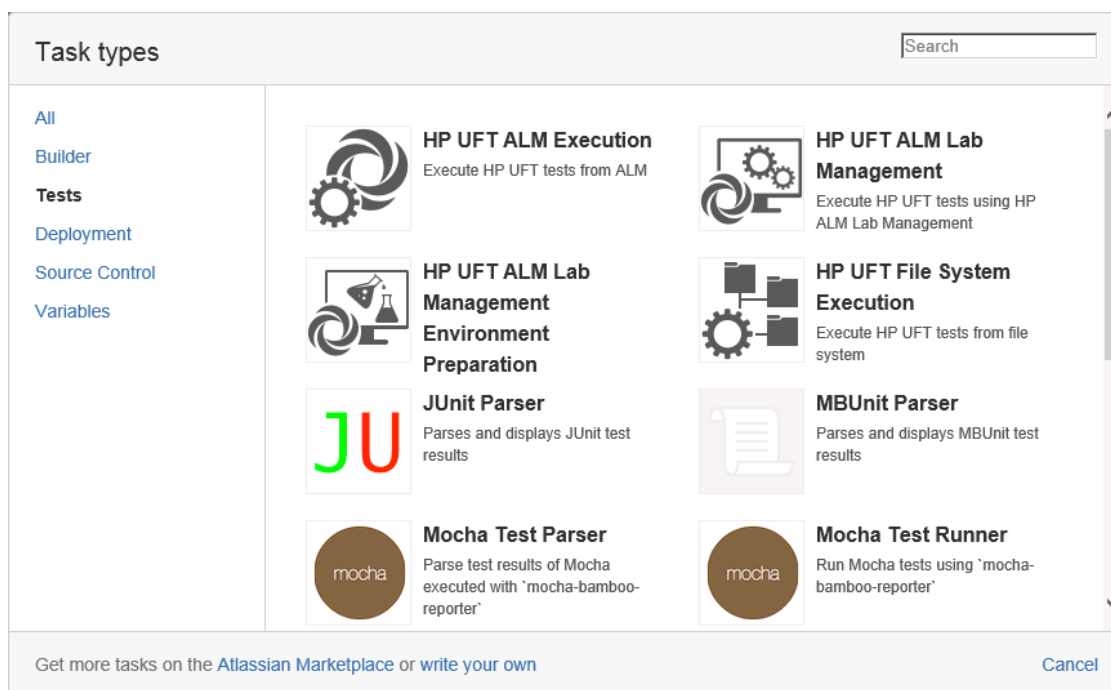 Task types
Search
All
Builder
Tests
Deployment
Source Control
Variables
HP UFT ALM Execution
Execute HP UFT tests from ALM
HP UFT ALM Lab
Management
Execute HP UFT tests using HP
ALM Lab Management
HP UFT ALM Lab
Management
Environment
Preparation
HP UFT File System
Execution
Execute HP UFT tests from file
system
JU
JUnit Parser
Parses and displays JUnit test
results
MBUnit Parser
Parses and displays MBUnit test
results
mocha
Mocha Test Parser
Parse test results of Mocha
executed with `mocha-bamboo-
reporter`
mocha
Mocha Test Runner
Run Mocha tests using `mocha-
bamboo-reporter`
Get more tasks on the Atlassian Marketplace or write your own
Cancel